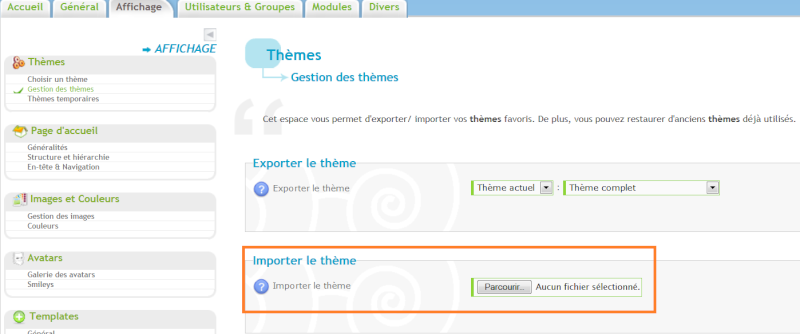 Accueil Général Affichage Utilisateurs & Groupes Modules Divers
AFFICHAGE
Thèmes
Choisir un thème
Gestion des thèmes
Thèmes temporaires
Page d'accueil
Généralités
Structure et hiérarchie
En-tête & Navigation
Images et Couleurs
Gestion des images
Couleurs
Avatars
Galerie des avatars
Smileys
Templates
Général
Thèmes
Gestion des thèmes
Cet espace vous permet d'exporter/ importer vos thèmes favoris. De plus, vous pouvez restaurer d'anciens thèmes déjà utilisés.
Exporter le thème
Exporter le thème Thème actuel : Thème complet
Importer le thème
Importer le thème Parcourir... Aucun fichier sélectionné.